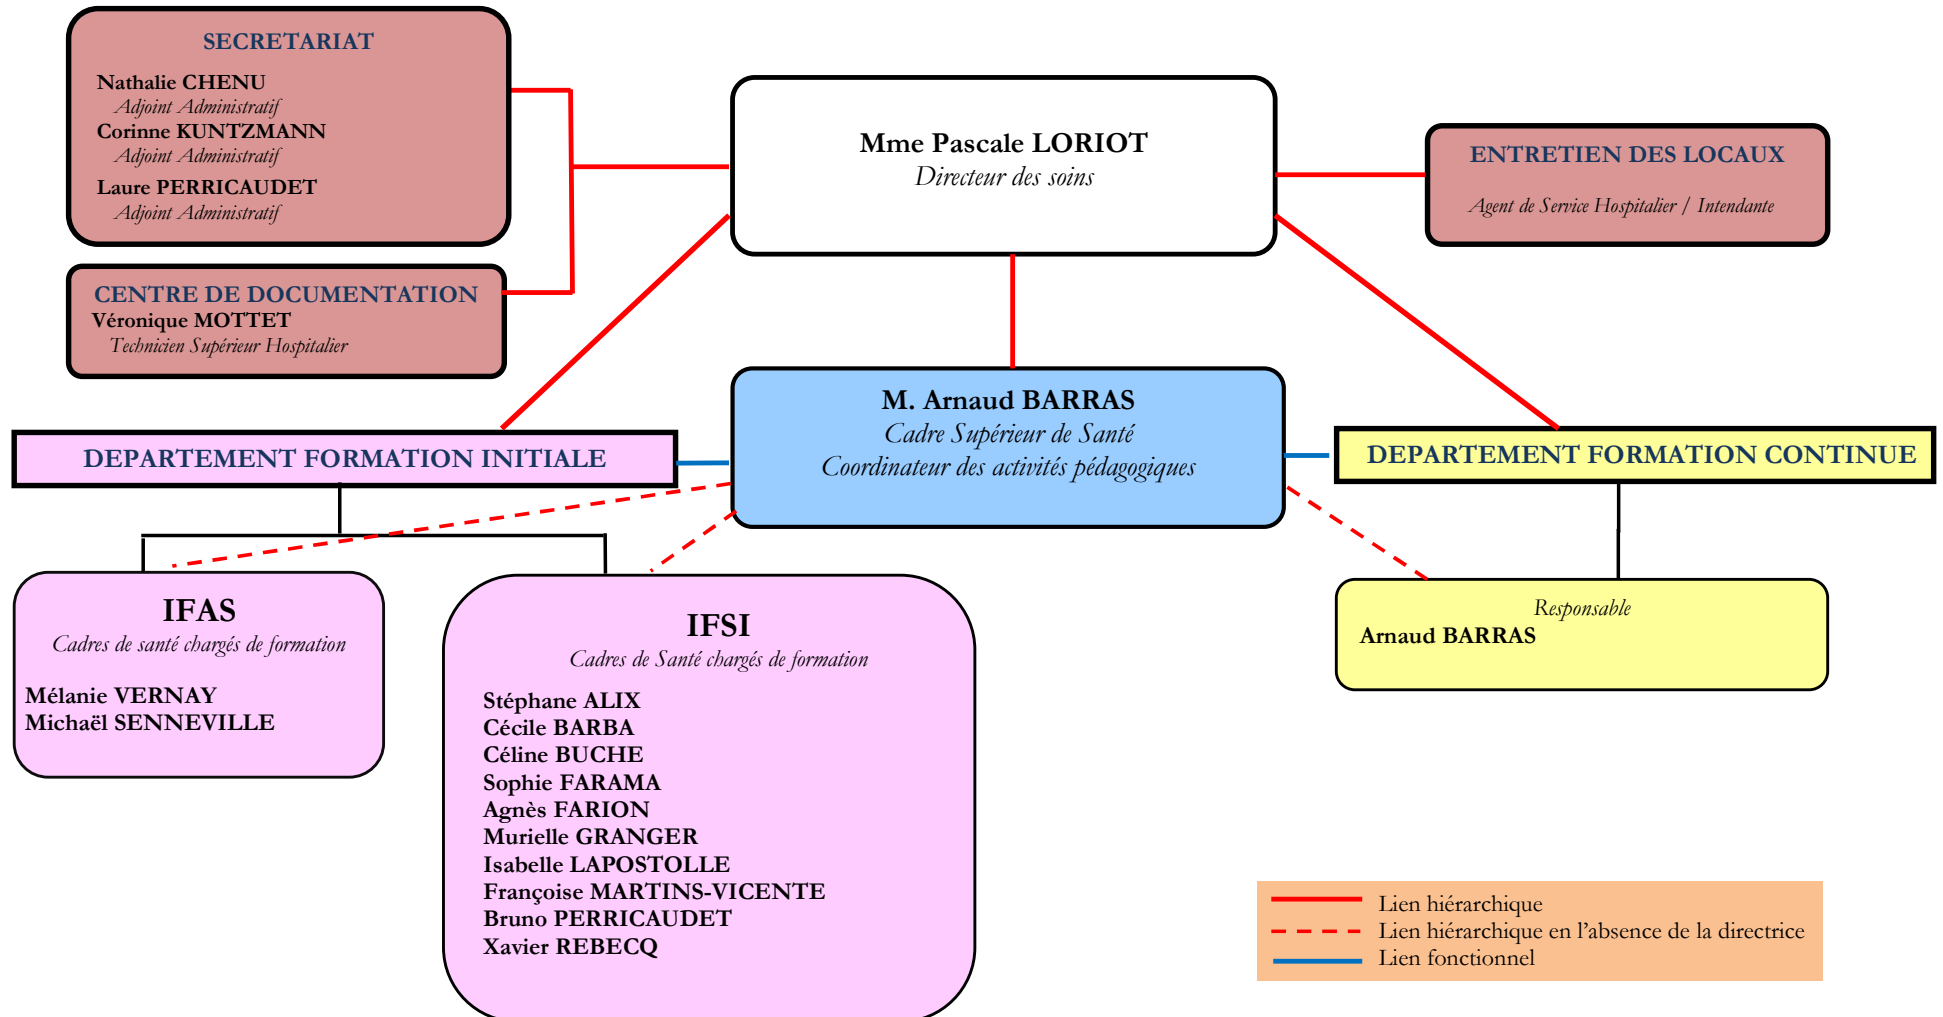 SECRETARIAT
Nathalie CHENU
Adjoint Administratif
Corinne KUNTZMANN
Adjoint Administratif
Laure PERRICAUDET
Adjoint Administratif
CENTRE DE DOCUMENTATION
Véronique MOTTET
Technicien Supérieur Hospitalier
Mme Pascale LORIOT
Directeur des soins
ENTRETIEN DES LOCAUX
Agent de Service Hospitalier / Intendante
M. Arnaud BARRAS
Cadre Supérieur de Santé
Coordinateur des activités pédagogiques
DEPARTEMENT FORMATION INITIALE
DEPARTEMENT FORMATION CONTINUE
IFAS
Cadres de santé chargés de formation
Mélanie VERNAY
Michaël SENNEVILLE
IFSI
Cadres de Santé chargés de formation
Stéphane ALIX
Cécile BARBA
Céline BUCHE
Sophie FARAMA
Agnès FARION
Murielle GRANGER
Isabelle LAPOSTOLLE
Françoise MARTINS-VICENTE
Bruno PERRICAUDET
Xavier REBECQ
Responsable
Arnaud BARRAS
Lien hiérarchique
Lien hiérarchique en l'absence de la directrice
Lien fonctionnel